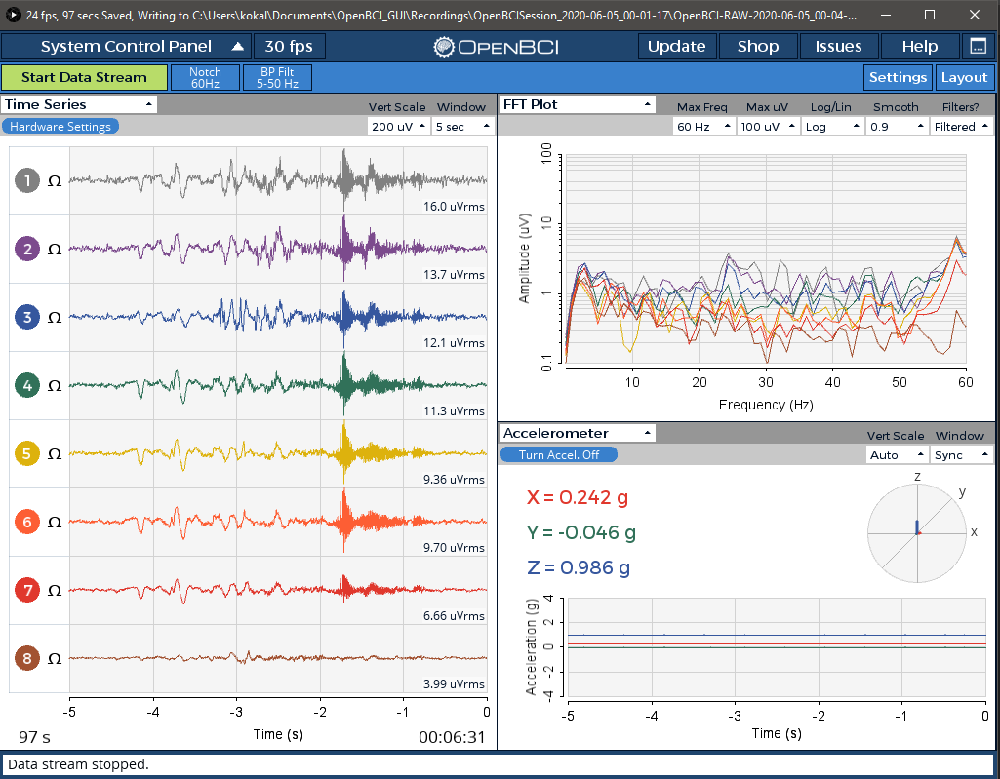 24 fps, 97 secs Saved, Writing to C:\Users\kokal\Documents\OpenBCI_GUI\Recordings\OpenBCISession_2020-06-05_00-01-17\OpenBCI-RAW-2020-06-05_00-04-...
System Control Panel 30 fps OPENBCI Update Shop Issues Help
Start Data Stream Notch 60Hz BP Filt 5-50 Hz Settings Layout
Time Series Vert Scale Window
Hardware Settings 200 uV 5 sec
1 Ω 16.0 uVrms
2 Ω 13.7 uVrms
3 Ω 12.1 uVrms
4 Ω 11.3 uVrms
5 Ω 9.36 uVrms
6 Ω 9.70 uVrms
7 Ω 6.66 uVrms
8 Ω 3.99 uVrms
-5 -4 -3 -2 -1 0
Time (s)
97 s 00:06:31
FFT Plot Max Freq Max uV Log/Lin Smooth Filters?
60 Hz 100 uV Log 0.9 Filtered
Amplitude (uV)
100
10
1
0.1
10 20 30 40 50 60
Frequency (Hz)
Accelerometer Vert Scale Window
Turn Accel. Off Auto Sync
X = 0.242 g
Y = -0.046 g
Z = 0.986 g
z
y
x
Acceleration (g)
4
2
0
-2
-4
-5 -4 -3 -2 -1 0
Time (s)
Data stream stopped.